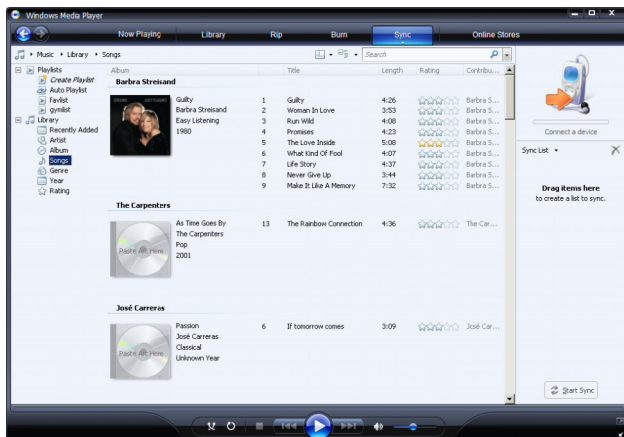 Windows Media Player
Now Playing Library Rip Burn Sync Online Stores
Music Library Songs Search
Playlists
Create Playlist
Auto Playlist
favlist
gymlist
Library
Recently Added
Artist
Album
Songs
Genre
Year
Rating
Album Title Length Rating Contribu...
Barbra Streisand
Guilty
Barbra Streisand
Easy Listening
1980
1 Guilty 4:26 Barbra S...
2 Woman In Love 3:53 Barbra S...
3 Run Wild 4:08 Barbra S...
4 Promises 4:23 Barbra S...
5 The Love Inside 5:08 Barbra S...
6 What Kind Of Fool 4:07 Barbra S...
7 Life Story 4:37 Barbra S...
8 Never Give Up 3:44 Barbra S...
9 Make It Like A Memory 7:32 Barbra S...
The Carpenters
Paste Art Here
As Time Goes By
The Carpenters
Pop
2001
13 The Rainbow Connection 4:36 The Car...
José Carreras
Paste Art Here
Passion
José Carreras
Classical
Unknown Year
6 If tomorrow comes 3:09 José Car...
Connect a device
Sync List
Drag items here
to create a list to sync.
Start Sync